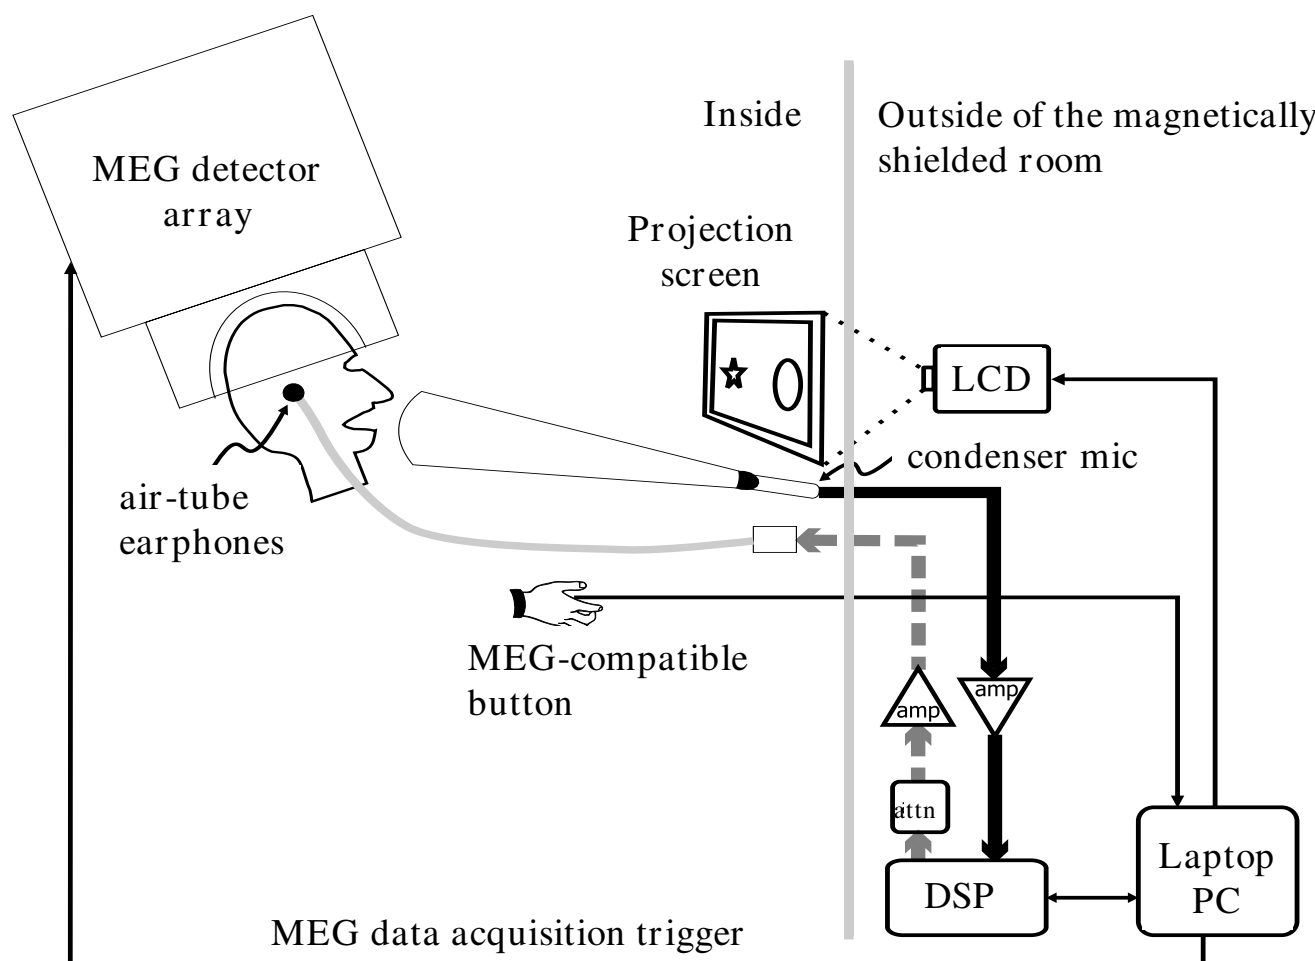 Inside
Outside of the magnetically
shielded room
MEG detector
array
Projection
screen
LCD
condenser mic
air-tube
earphones
MEG-compatible
button
amp
amp
attn
DSP
Laptop
PC
MEG data acquisition trigger